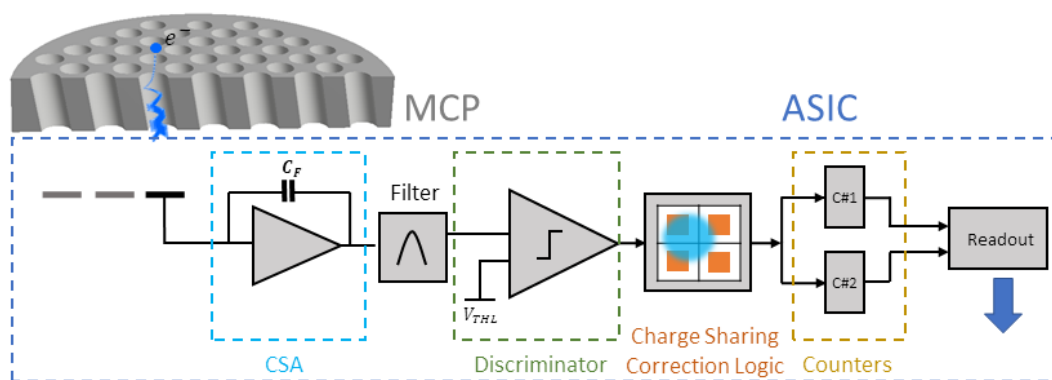 e⁻
MCP
ASIC
C_F
Filter
C#1
Readout
C#2
V_THL
CSA
Discriminator
Charge Sharing
Correction Logic
Counters